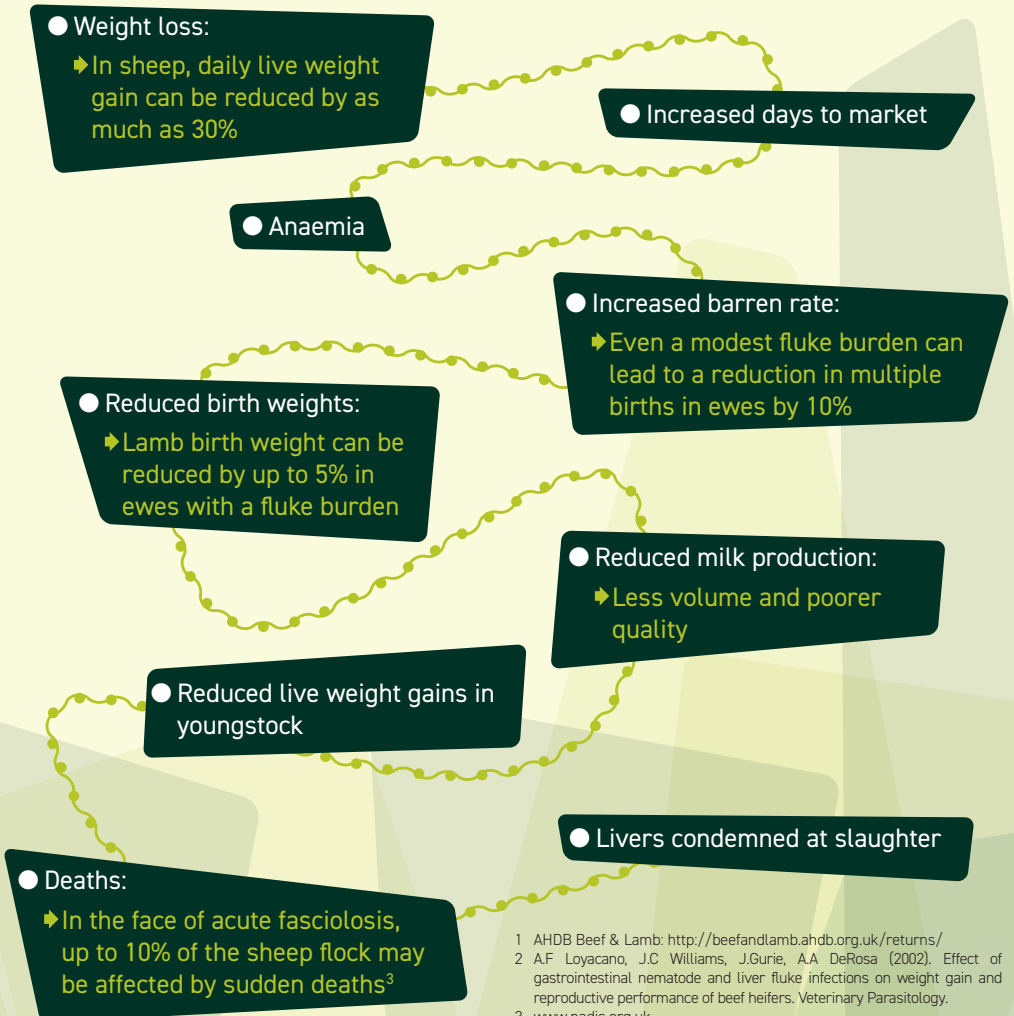 Weight loss:
In sheep, daily live weight
gain can be reduced by as
much as 30%
Increased days to market
Anaemia
Increased barren rate:
Even a modest fluke burden can
lead to a reduction in multiple
births in ewes by 10%
Reduced birth weights:
Lamb birth weight can be
reduced by up to 5% in
ewes with a fluke burden
Reduced milk production:
Less volume and poorer
quality
Reduced live weight gains in
youngstock
Livers condemned at slaughter
Deaths:
In the face of acute fasciolosis,
up to 10% of the sheep flock may
be affected by sudden deaths³
1 AHDB Beef & Lamb: http://beefandlamb.ahdb.org.uk/returns/
2 A.F Loyacano, J.C Williams, J.Gurie, A.A DeRosa (2002). Effect of
gastrointestinal nematode and liver fluke infections on weight gain and
reproductive performance of beef heifers. Veterinary Parasitology.
3 www.nadis.org.uk